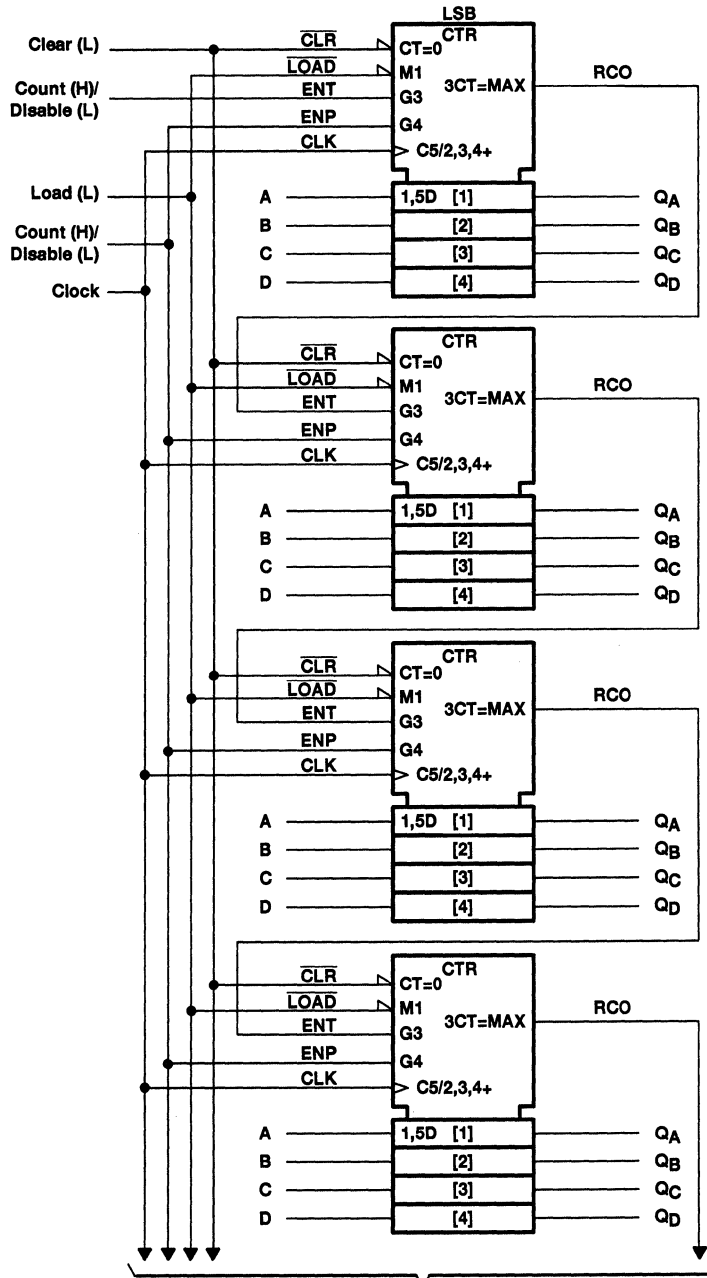 LSB
Clear (L)
CLR
CT=0
CTR
LOAD
M1
Count (H)/
Disable (L)
ENT
G3
3CT=MAX
RCO
ENP
G4
CLK
C5/2,3,4+
Load (L)
A
1,5D [1]
QA
Count (H)/
Disable (L)
B
[2]
QB
C
[3]
QC
Clock
D
[4]
QD
CTR
CLR
CT=0
LOAD
M1
ENT
G3
3CT=MAX
RCO
ENP
G4
CLK
C5/2,3,4+
A
1,5D [1]
QA
B
[2]
QB
C
[3]
QC
D
[4]
QD
CTR
CLR
CT=0
LOAD
M1
ENT
G3
3CT=MAX
RCO
ENP
G4
CLK
C5/2,3,4+
A
1,5D [1]
QA
B
[2]
QB
C
[3]
QC
D
[4]
QD
CTR
CLR
CT=0
LOAD
M1
ENT
G3
3CT=MAX
RCO
ENP
G4
CLK
C5/2,3,4+
A
1,5D [1]
QA
B
[2]
QB
C
[3]
QC
D
[4]
QD